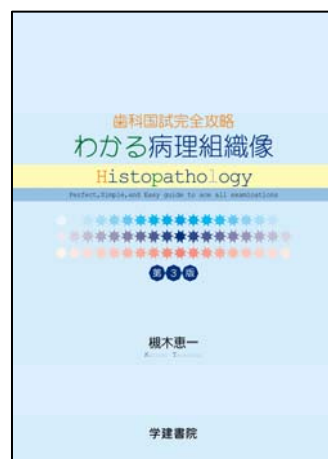 歯科国試完全攻略
わかる病理組織像
Histopathology
Perfect,Simple,and Easy guide to ace all examinations
第3版
槻木恵一
学建書院